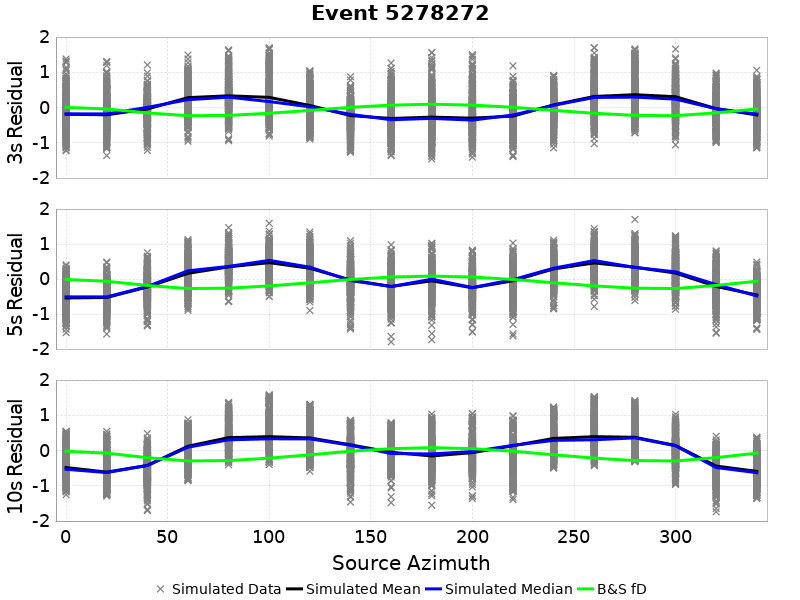 Event 5278272
3s Residual
2
1
0
-1
-2
5s Residual
2
1
0
-1
-2
10s Residual
2
1
0
-1
-2
0 50 100 150 200 250 300
Source Azimuth
Simulated Data Simulated Mean Simulated Median B&S fD